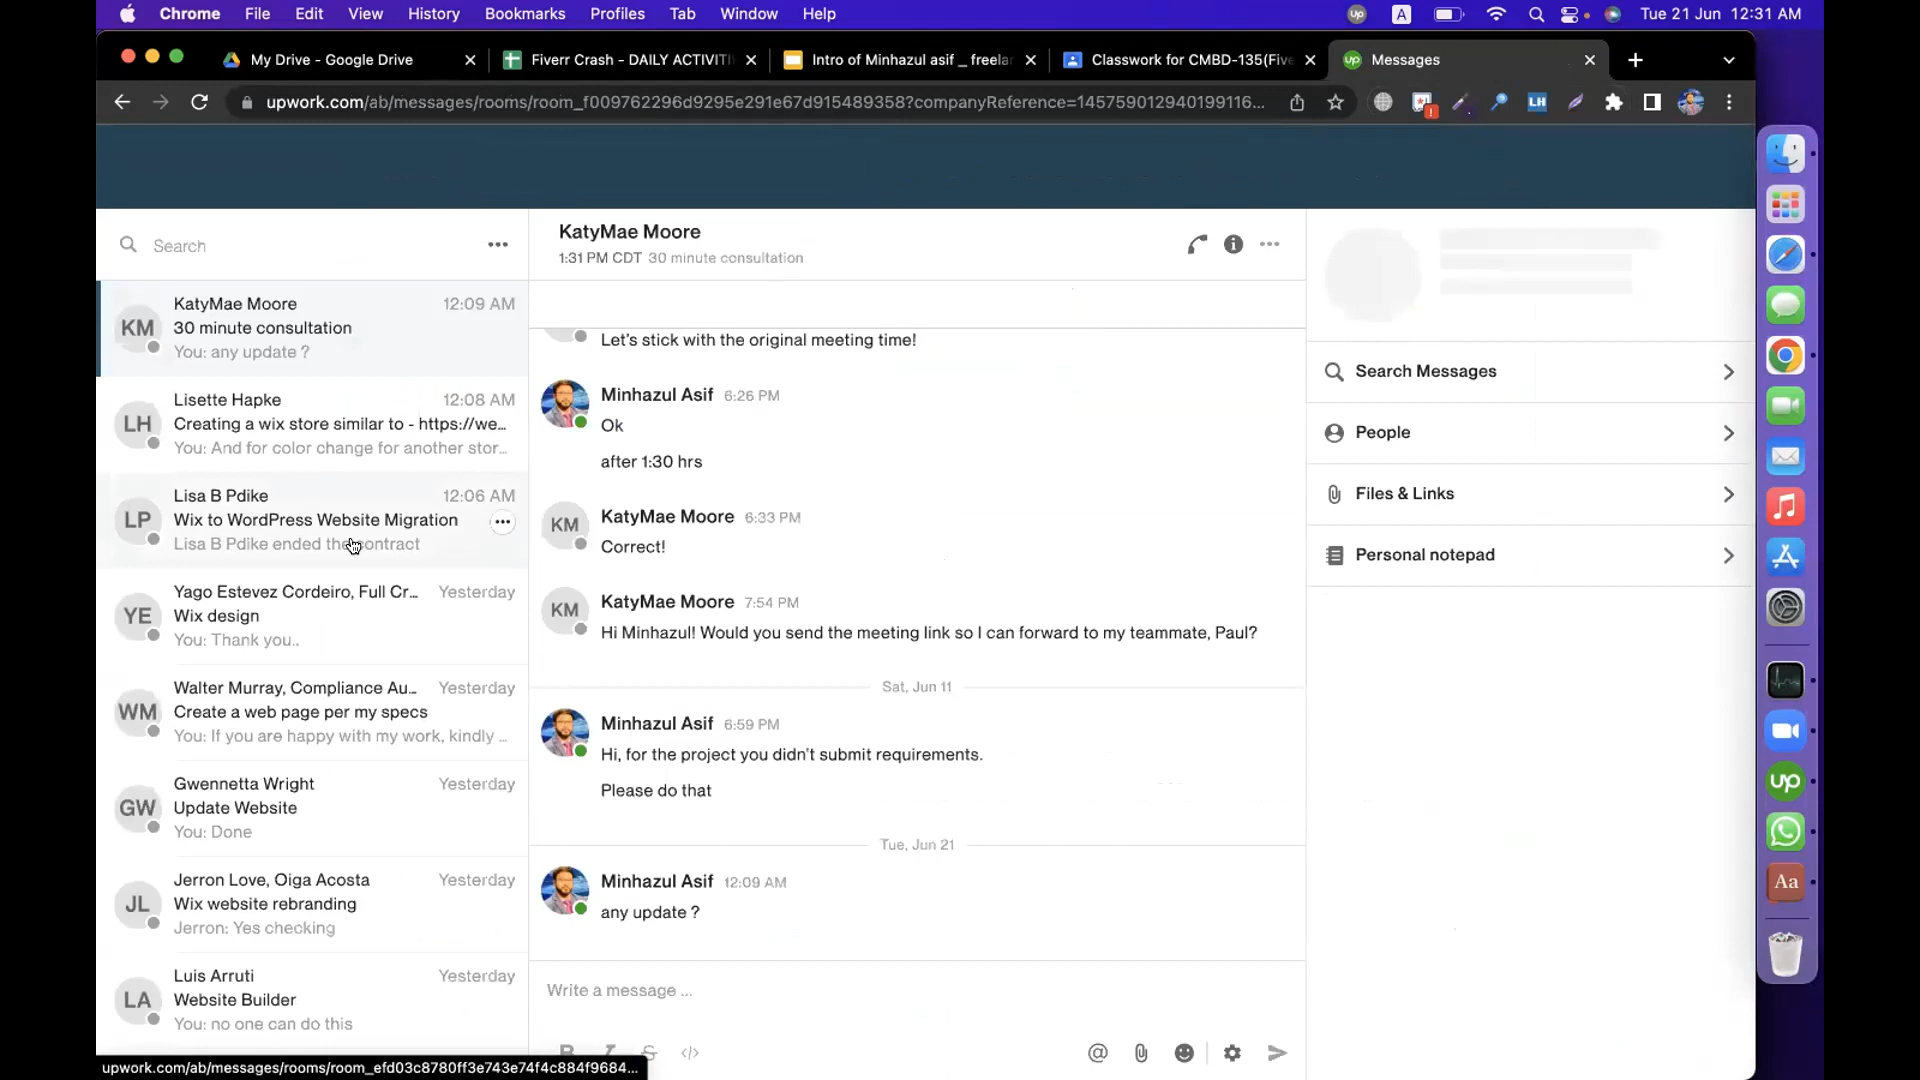 Chrome File Edit View History Bookmarks Profiles Tab Window Help
up A Tue 21 Jun 12:31 AM
My Drive - Google Drive
Fiverr Crash - DAILY ACTIVITI
Intro of Minhazul asif _ freelar
Classwork for CMBD-135(Five
up Messages
upwork.com/ab/messages/rooms/room_f009762296d9295e291e67d915489358?companyReference=145759012940199116...
LH
Search
KM
KatyMae Moore 12:09 AM
30 minute consultation
You: any update ?
LH
Lisette Hapke 12:08 AM
Creating a wix store similar to - https://we...
You: And for color change for another stor...
LP
Lisa B Pdike 12:06 AM
Wix to WordPress Website Migration
Lisa B Pdike ended the contract
YE
Yago Estevez Cordeiro, Full Cr... Yesterday
Wix design
You: Thank you..
WM
Walter Murray, Compliance Au... Yesterday
Create a web page per my specs
You: If you are happy with my work, kindly ...
GW
Gwennetta Wright Yesterday
Update Website
You: Done
JL
Jerron Love, Oiga Acosta Yesterday
Wix website rebranding
Jerron: Yes checking
LA
Luis Arruti Yesterday
Website Builder
You: no one can do this
upwork.com/ab/messages/rooms/room_efd03c8780ff3e743e74f4c884f9684...
KatyMae Moore
1:31 PM CDT 30 minute consultation
Let's stick with the original meeting time!
Minhazul Asif 6:26 PM
Ok
after 1:30 hrs
KM
KatyMae Moore 6:33 PM
Correct!
KM
KatyMae Moore 7:54 PM
Hi Minhazul! Would you send the meeting link so I can forward to my teammate, Paul?
Sat, Jun 11
Minhazul Asif 6:59 PM
Hi, for the project you didn't submit requirements.
Please do that
Tue, Jun 21
Minhazul Asif 12:09 AM
any update ?
Write a message ...
B I S </> @
Search Messages
People
Files & Links
Personal notepad
up
Aa